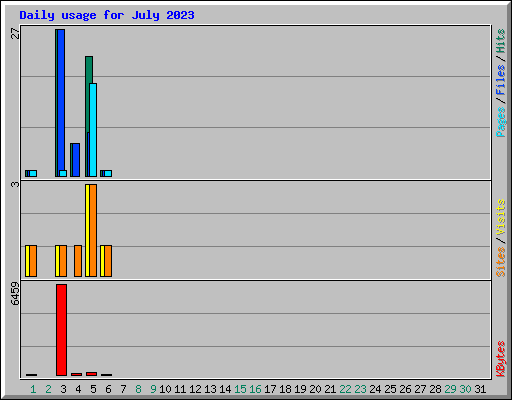 Daily usage for July 2023
27
3
6459
Pages/Files/Hits
Sites/Visits
KBytes
1 2 3 4 5 6 7 8 9 10 11 12 13 14 15 16 17 18 19 20 21 22 23 24 25 26 27 28 29 30 31